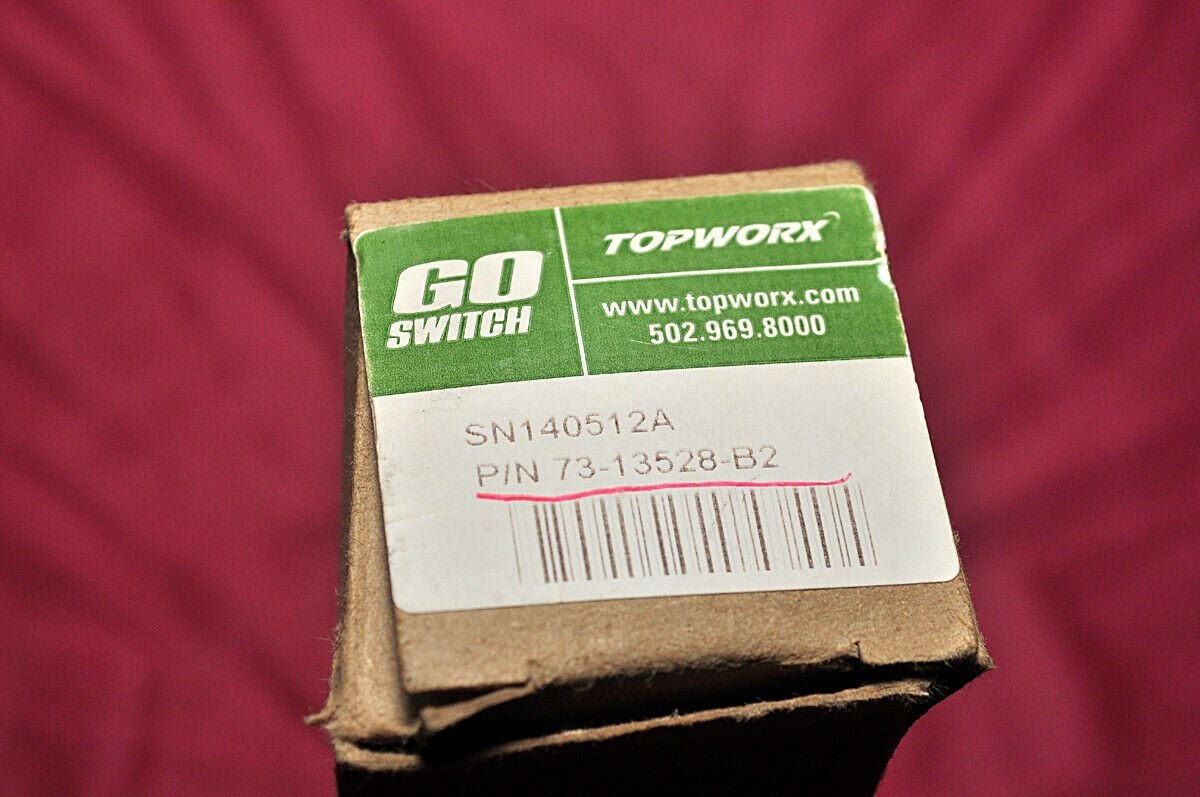 GO
SWITCH
TOPWORX
www.topworx.com
502.969.8000
SN140512A
P/N 73-13528-B2